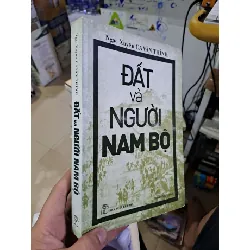 ĐẤT
và
NGƯỜI
NAM BỘ
ĐẤT và NGƯỜI NAM BỘ